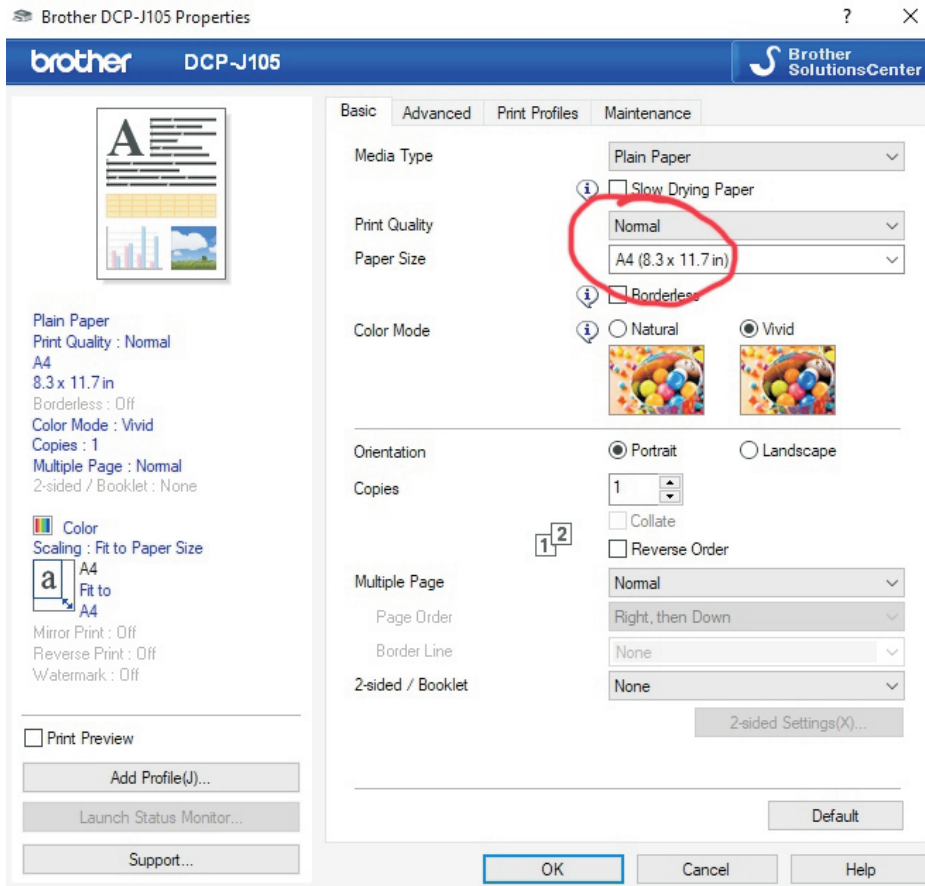 Brother DCP-J105 Properties ? X
brother DCP-J105 Brother
SolutionsCenter
A
Plain Paper
Print Quality : Normal
A4
8.3 x 11.7 in
Borderless : Off
Color Mode : Vivid
Copies : 1
Multiple Page : Normal
2-sided / Booklet : None
Color
Scaling : Fit to Paper Size
a
A4
Fit to
A4
Mirror Print : Off
Reverse Print : Off
Watermark : Off
Print Preview
Add Profile(J)...
Launch Status Monitor...
Support...
Basic Advanced Print Profiles Maintenance
Media Type Plain Paper
i Slow Drying Paper
Print Quality Normal
Paper Size A4 (8.3 x 11.7 in)
i Borderless
Color Mode i Natural Vivid
Orientation Portrait Landscape
Copies 1
Collate
1 2 Reverse Order
Multiple Page Normal
Page Order Right, then Down
Border Line None
2-sided / Booklet None
2-sided Settings(X)...
Default
OK Cancel Help